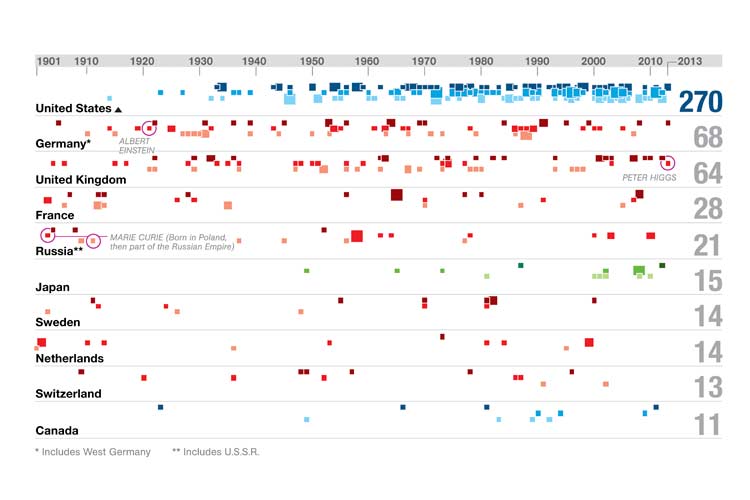 1901 1910 1920 1930 1940 1950 1960 1970 1980 1990 2000 2010 2013
United States ▲ 270
Germany* 68
ALBERT
EINSTEIN
United Kingdom 64
PETER HIGGS
France 28
MARIE CURIE (Born in Poland,
then part of the Russian Empire)
Russia** 21
Japan 15
Sweden 14
Netherlands 14
Switzerland 13
Canada 11
* Includes West Germany ** Includes U.S.S.R.